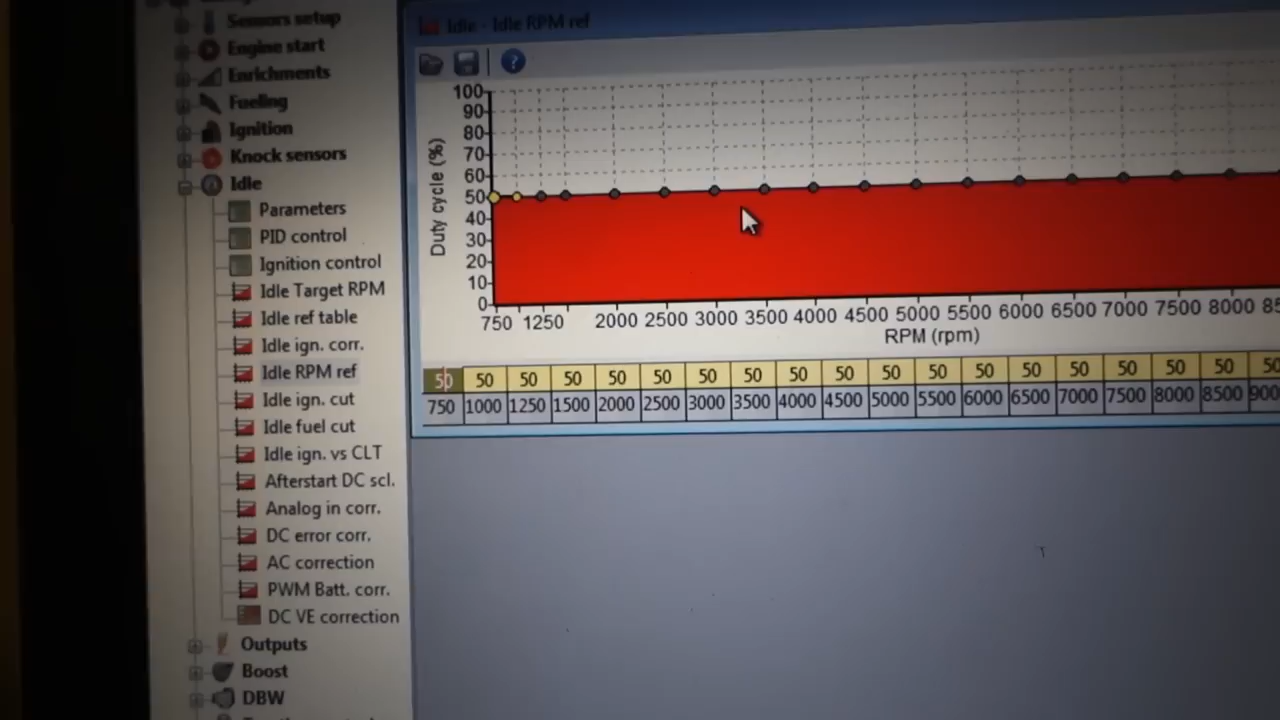 Sensors setup
Engine start
Enrichments
Fueling
Ignition
Knock sensors
Idle
Parameters
PID control
Ignition control
Idle Target RPM
Idle ref table
Idle ign. corr.
Idle RPM ref
Idle ign. cut
Idle fuel cut
Idle ign. vs CLT
Afterstart DC scl.
Analog in corr.
DC error corr.
AC correction
PWM Batt. corr.
DC VE correction
Outputs
Boost
DBW
Idle - Idle RPM ref
Duty cycle (%)
100
90
80
70
60
50
40
30
20
10
0
750 1250 2000 2500 3000 3500 4000 4500 5000 5500 6000 6500 7000 7500 8000 85
RPM (rpm)
50 50 50 50 50 50 50 50 50 50 50 50 50 50 50 50 50 50 50
750 1000 1250 1500 2000 2500 3000 3500 4000 4500 5000 5500 6000 6500 7000 7500 8000 8500 900